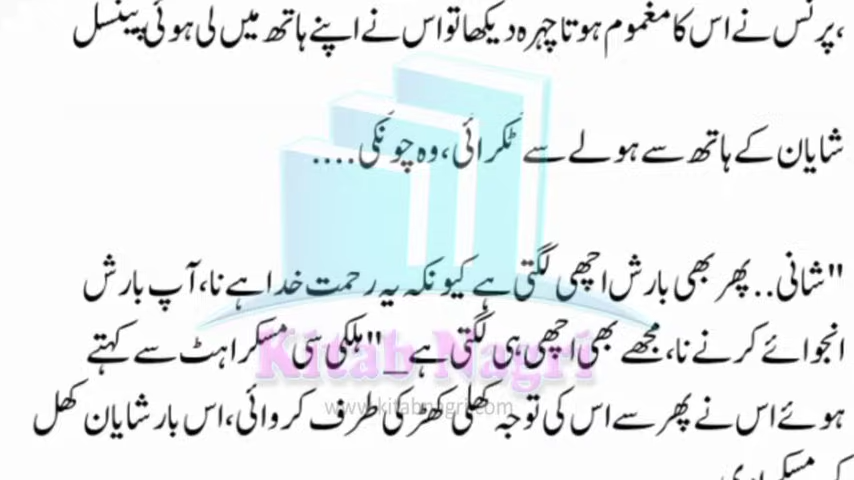 ،پرنس نے اس کا مغموم ہوتا چہرہ دیکھا تو اس نے اپنے ہاتھ میں لی ہوئی پینسل
شایان کے ہاتھ سے ہولے سے ٹکرائی، وہ چونکی....
"شانی.. پھر بھی بارش اچھی لگتی ہے کیونکہ یہ رحمت خدا ہے نا، آپ بارش
انجوائے کرنے نا، مجھے بھی اچھی ہی لگتی ہے_" ہلکی سی مسکراہٹ سے کہتے
Kitab Nagri
www.kitabnagri.com
ہوئے اس نے پھر سے اس کی توجہ کھلی کھڑکی طرف کروائی، اس بار شایان کھل